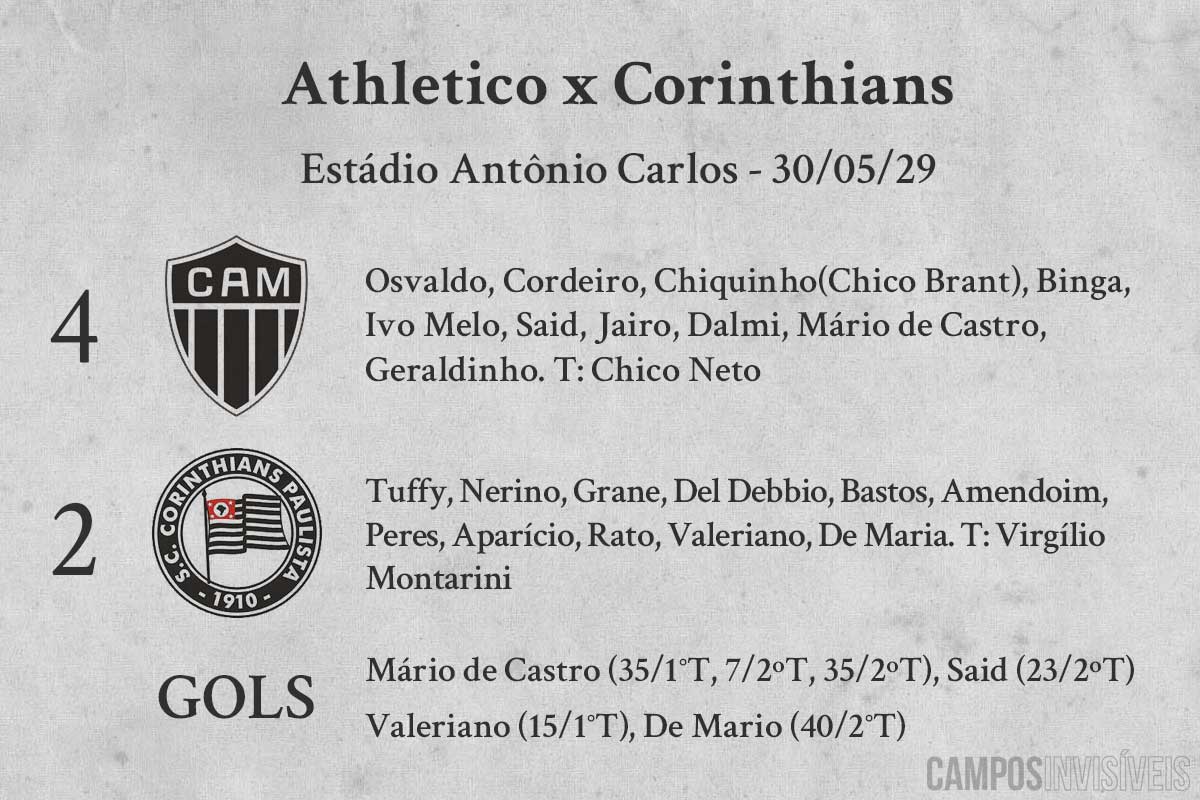 Athletico x Corinthians
Estádio Antônio Carlos - 30/05/29
4
CAM
Osvaldo, Cordeiro, Chiquinho(Chico Brant), Binga,
Ivo Melo, Said, Jairo, Dalmi, Mário de Castro,
Geraldinho. T: Chico Neto
2
S.C. CORINTHIANS PAULISTA
- 1910 -
Tuffy, Nerino, Grane, Del Debbio, Bastos, Amendoim,
Peres, Aparício, Rato, Valeriano, De Maria. T: Virgílio
Montarini
GOLS
Mário de Castro (35/1°T, 7/2ºT, 35/2ºT), Said (23/2ºT)
Valeriano (15/1°T), De Mario (40/2°T)
CAMPOSINVISÍVEIS